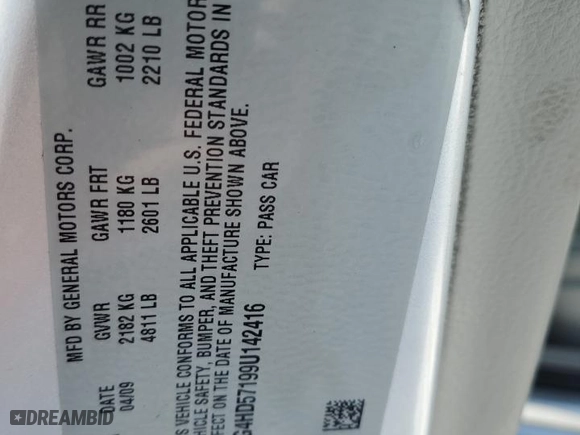 MFD BY GENERAL MOTORS CORP.
DATE GVWR GAWR FRT GAWR RR
04/09 2182 KG 1180 KG 1002 KG
4811 LB 2601 LB 2210 LB
S VEHICLE CONFORMS TO ALL APPLICABLE U.S. FEDERAL MOTOR
VEHICLE SAFETY, BUMPER, AND THEFT PREVENTION STANDARDS IN
EFFECT ON THE DATE OF MANUFACTURE SHOWN ABOVE.
G4HD57199U142416 TYPE: PASS CAR
DREAMBID